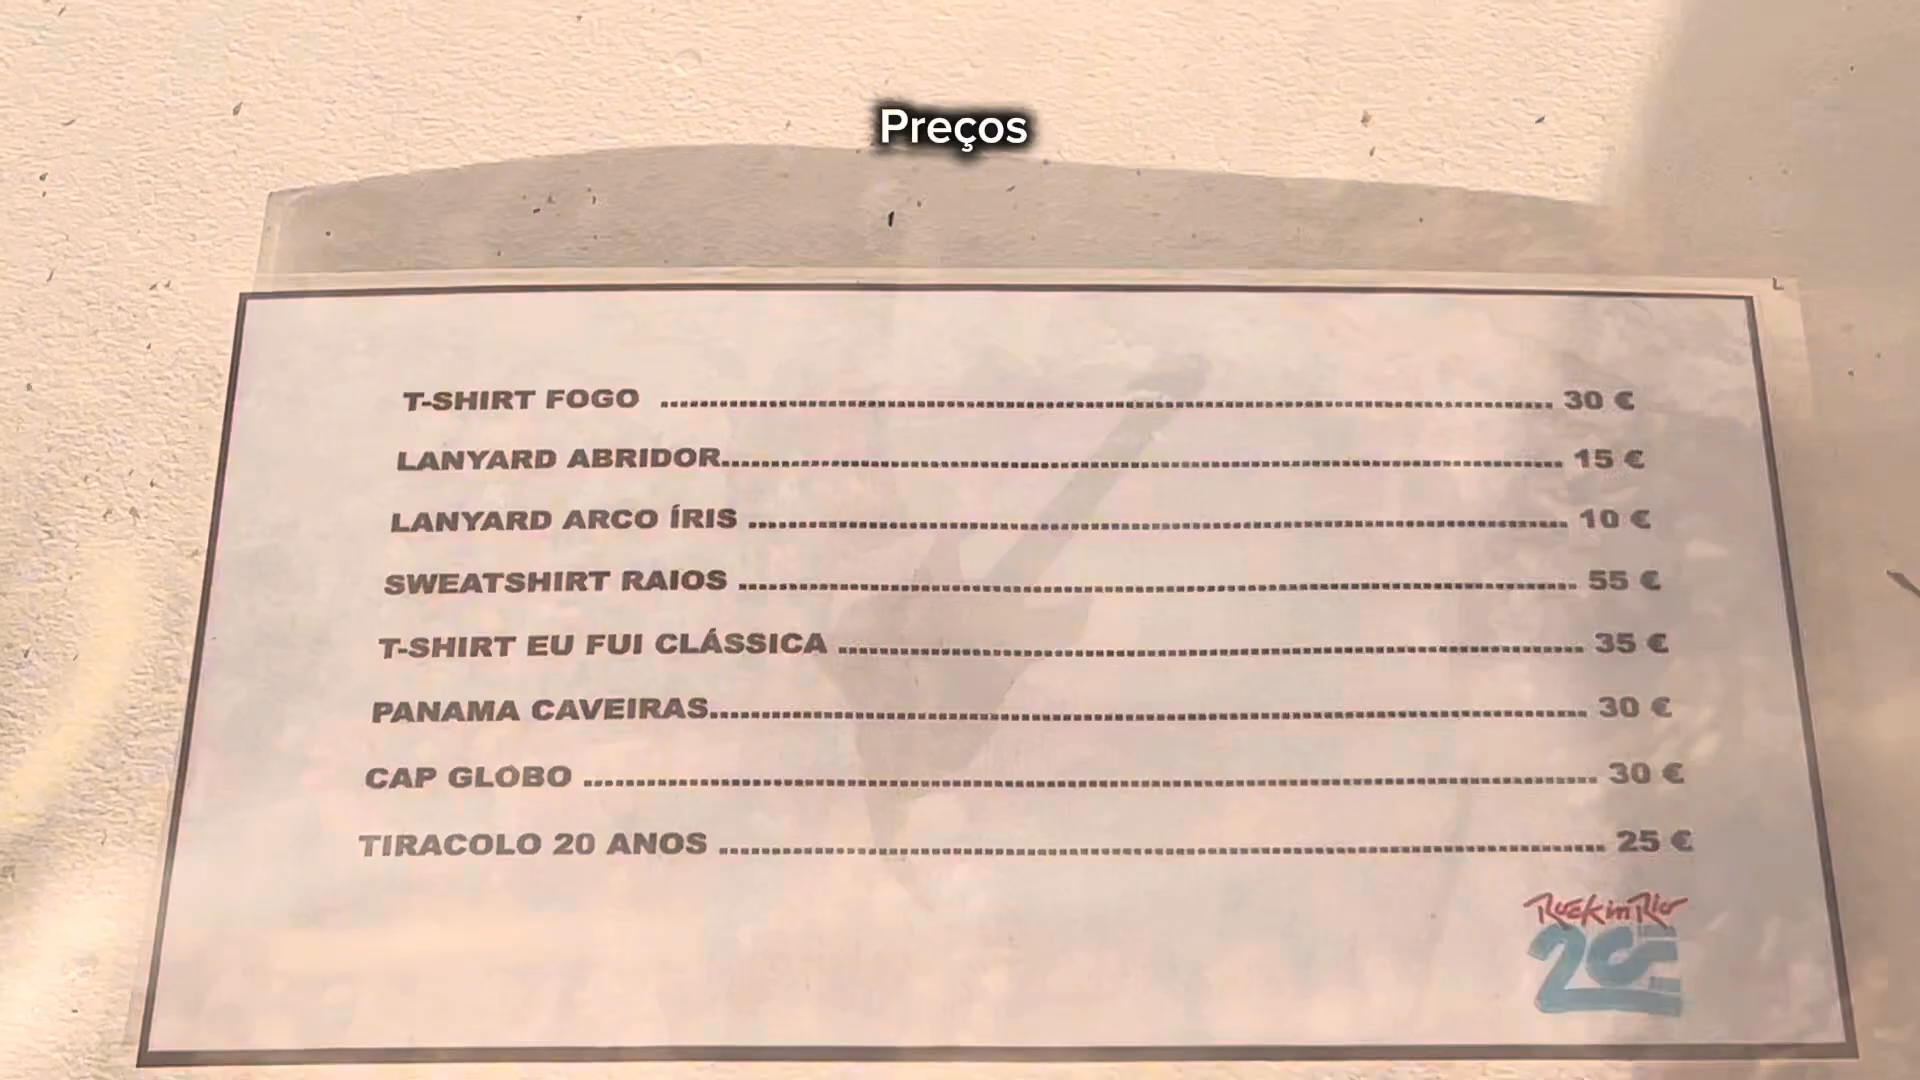 Preços
T-SHIRT FOGO ........................ 30 €
LANYARD ABRIDOR........................ 15 €
LANYARD ARCO ÍRIS ........................ 10 €
SWEATSHIRT RAIOS ........................ 55 €
T-SHIRT EU FUI CLÁSSICA ........................ 35 €
PANAMA CAVEIRAS........................ 30 €
CAP GLOBO ........................ 30 €
TIRACOLO 20 ANOS ........................ 25 €
Rock in Rio
20